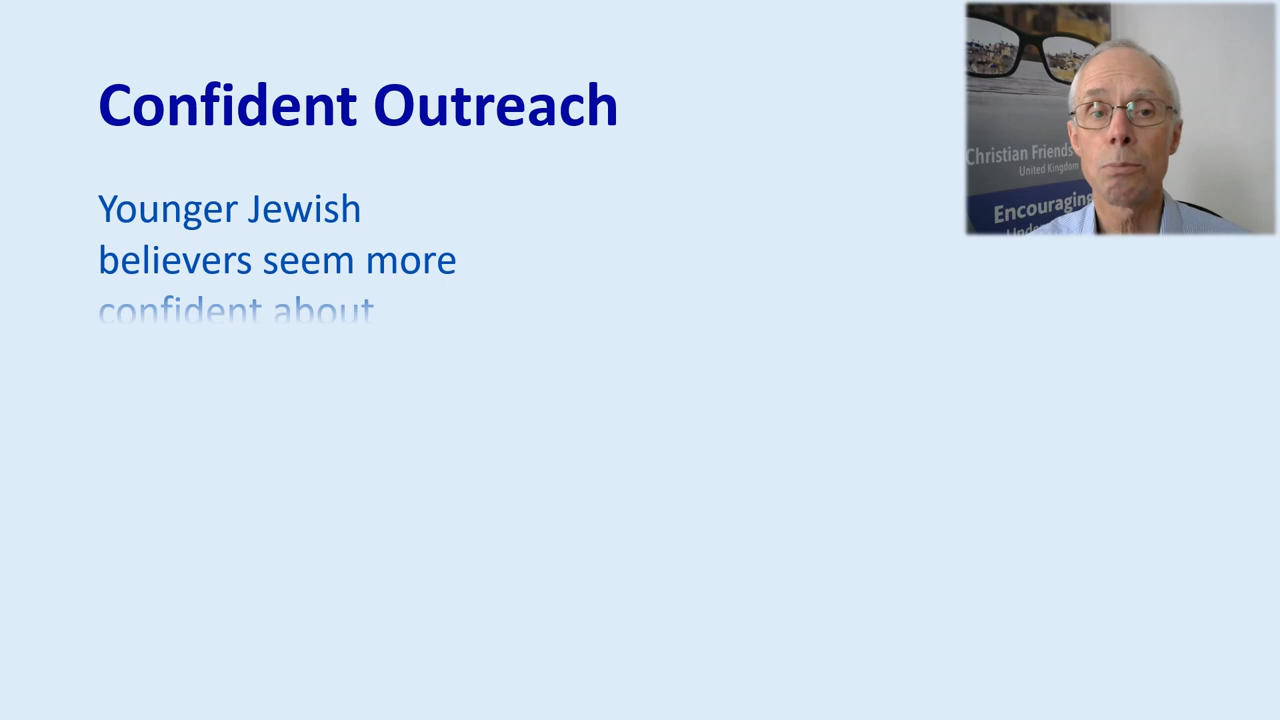 Confident Outreach
Younger Jewish
believers seem more
confident about
Christian Friends
United Kingdom
Encouraging